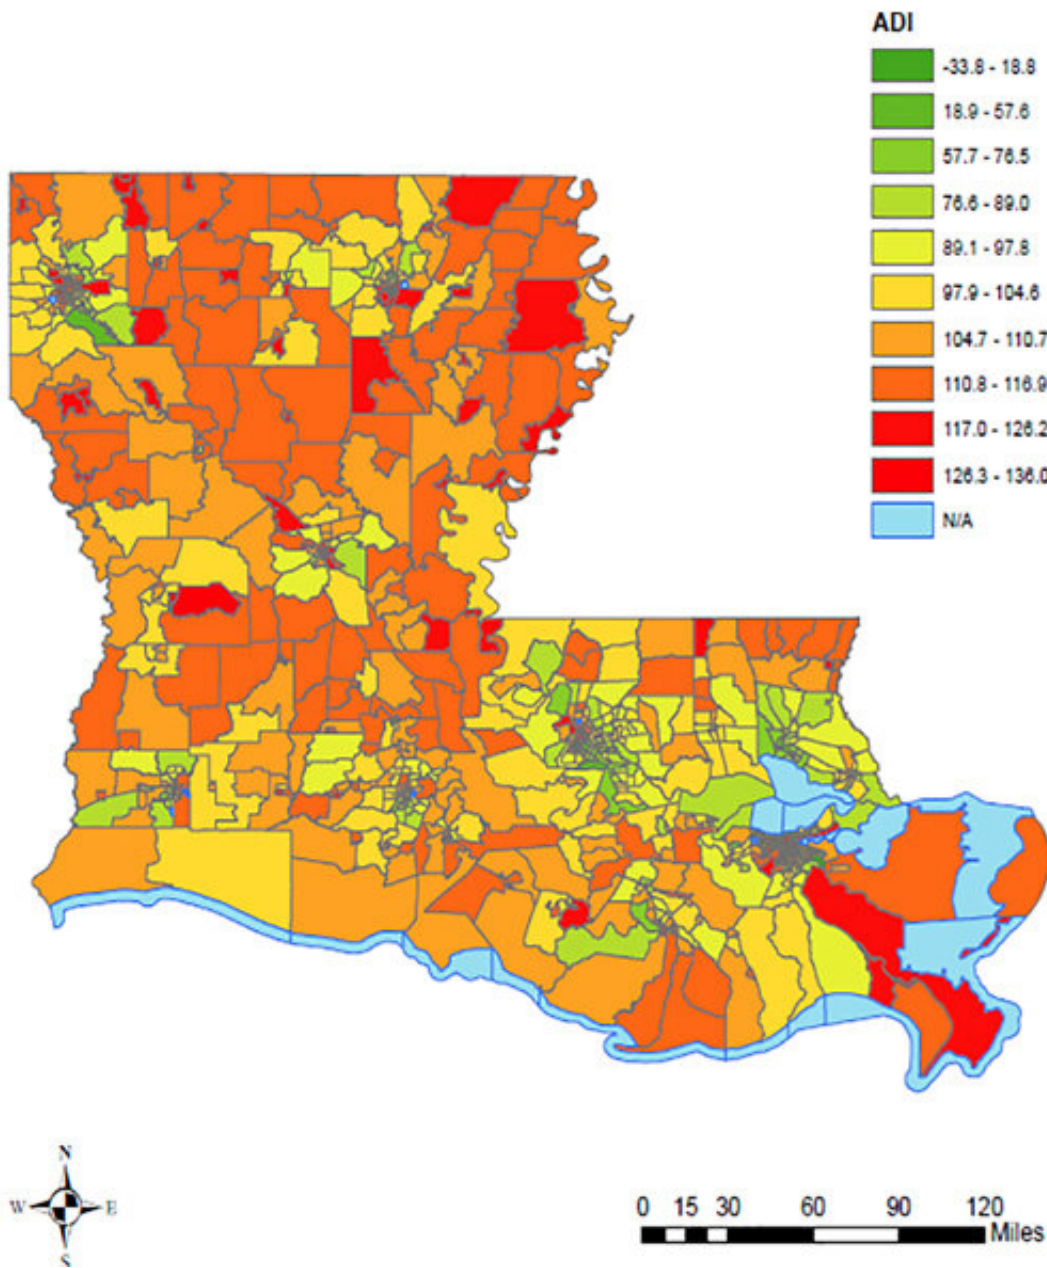 ADI
-33.8 - 18.8
18.9 - 57.6
57.7 - 76.5
76.6 - 89.0
89.1 - 97.8
97.9 - 104.6
104.7 - 110.7
110.8 - 116.9
117.0 - 126.2
126.3 - 136.0
N/A
N
W E
S
0 15 30 60 90 120
Miles